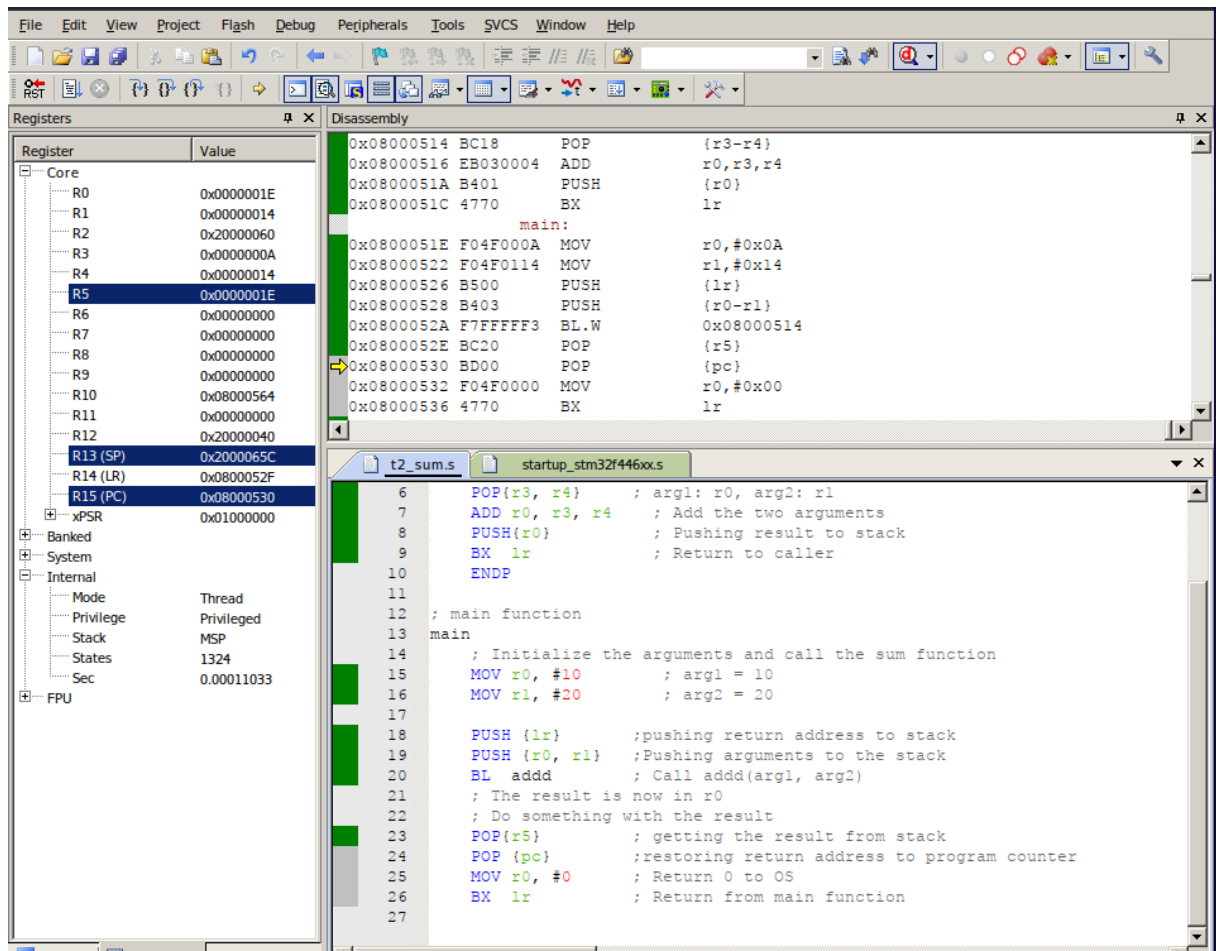 File Edit View Project Flash Debug Peripherals Tools SVCS Window Help
RST
Registers
Register Value
Core
R0 0x0000001E
R1 0x00000014
R2 0x20000060
R3 0x0000000A
R4 0x00000014
R5 0x0000001E
R6 0x00000000
R7 0x00000000
R8 0x00000000
R9 0x00000000
R10 0x08000564
R11 0x00000000
R12 0x20000040
R13 (SP) 0x2000065C
R14 (LR) 0x0800052F
R15 (PC) 0x08000530
xPSR 0x01000000
Banked
System
Internal
Mode Thread
Privilege Privileged
Stack MSP
States 1324
Sec 0.00011033
FPU
Disassembly
0x08000514 BC18 POP {r3-r4}
0x08000516 EB030004 ADD r0,r3,r4
0x0800051A B401 PUSH {r0}
0x0800051C 4770 BX lr
main:
0x0800051E F04F000A MOV r0,#0x0A
0x08000522 F04F0114 MOV r1,#0x14
0x08000526 B500 PUSH {lr}
0x08000528 B403 PUSH {r0-r1}
0x0800052A F7FFFFF3 BL.W 0x08000514
0x0800052E BC20 POP {r5}
0x08000530 BD00 POP {pc}
0x08000532 F04F0000 MOV r0,#0x00
0x08000536 4770 BX lr
t2_sum.s startup_stm32f446xx.s
6 POP{r3, r4} ; arg1: r0, arg2: r1
7 ADD r0, r3, r4 ; Add the two arguments
8 PUSH{r0} ; Pushing result to stack
9 BX lr ; Return to caller
10 ENDP
11
12 ; main function
13 main
14 ; Initialize the arguments and call the sum function
15 MOV r0, #10 ; arg1 = 10
16 MOV r1, #20 ; arg2 = 20
17
18 PUSH {lr} ;pushing return address to stack
19 PUSH {r0, r1} ;Pushing arguments to the stack
20 BL addd ; Call addd(arg1, arg2)
21 ; The result is now in r0
22 ; Do something with the result
23 POP{r5} ; getting the result from stack
24 POP {pc} ;restoring return address to program counter
25 MOV r0, #0 ; Return 0 to OS
26 BX lr ; Return from main function
27